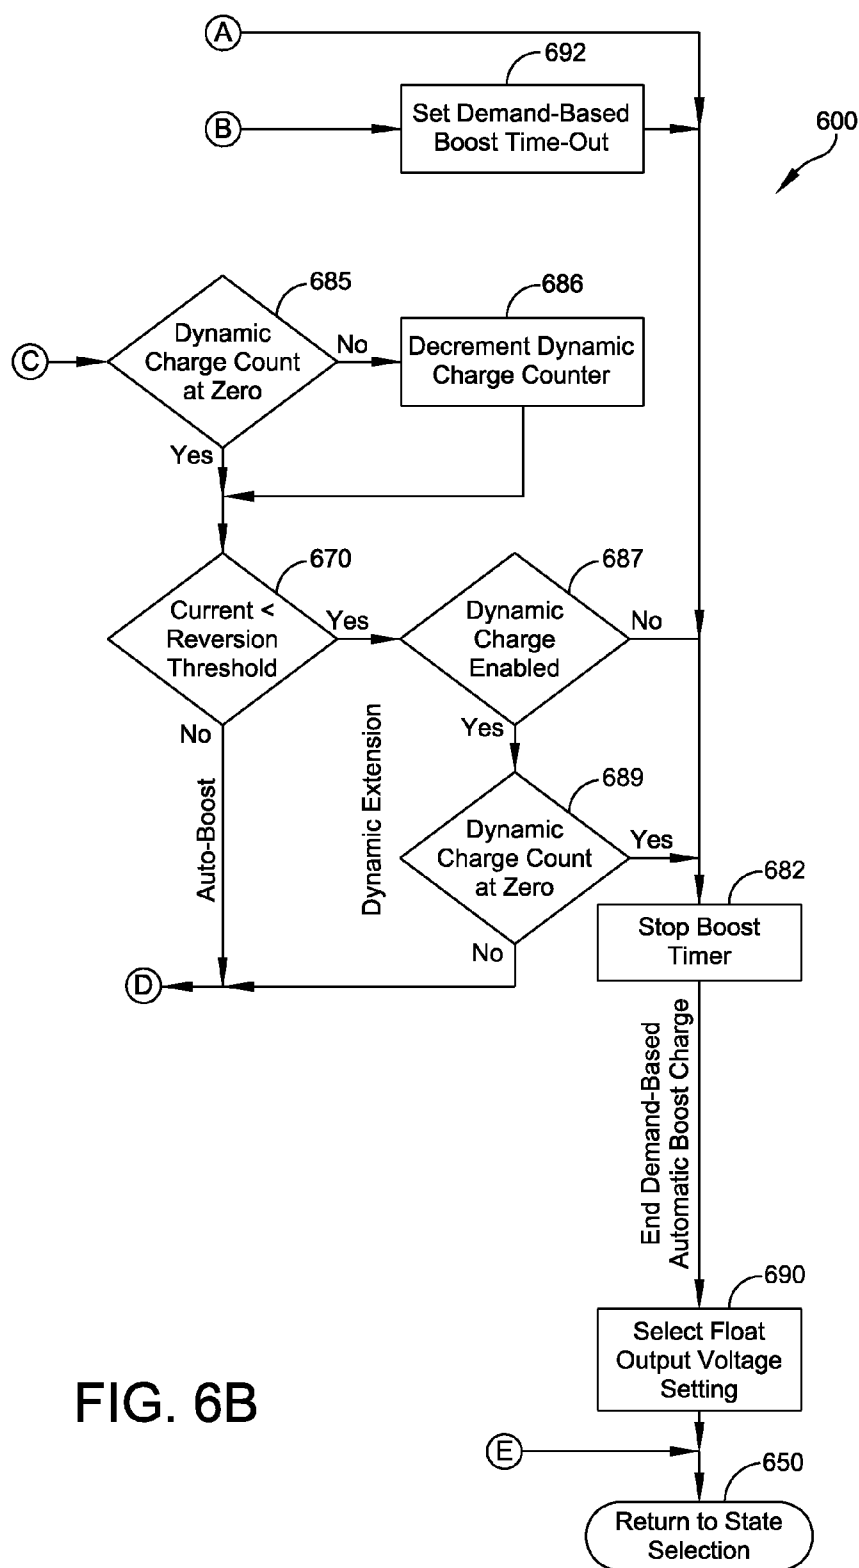 A
692
B
Set Demand-Based
Boost Time-Out
600
685
686
C
Dynamic
Charge Count
at Zero
No
Decrement Dynamic
Charge Counter
Yes
670
687
Current <
Reversion
Threshold
Yes
Dynamic
Charge
Enabled
No
No
Yes
Auto-Boost
Dynamic Extension
689
Dynamic
Charge Count
at Zero
Yes
682
No
Stop Boost
Timer
D
End Demand-Based
Automatic Boost Charge
690
Select Float
Output Voltage
Setting
FIG. 6B
E
650
Return to State
Selection